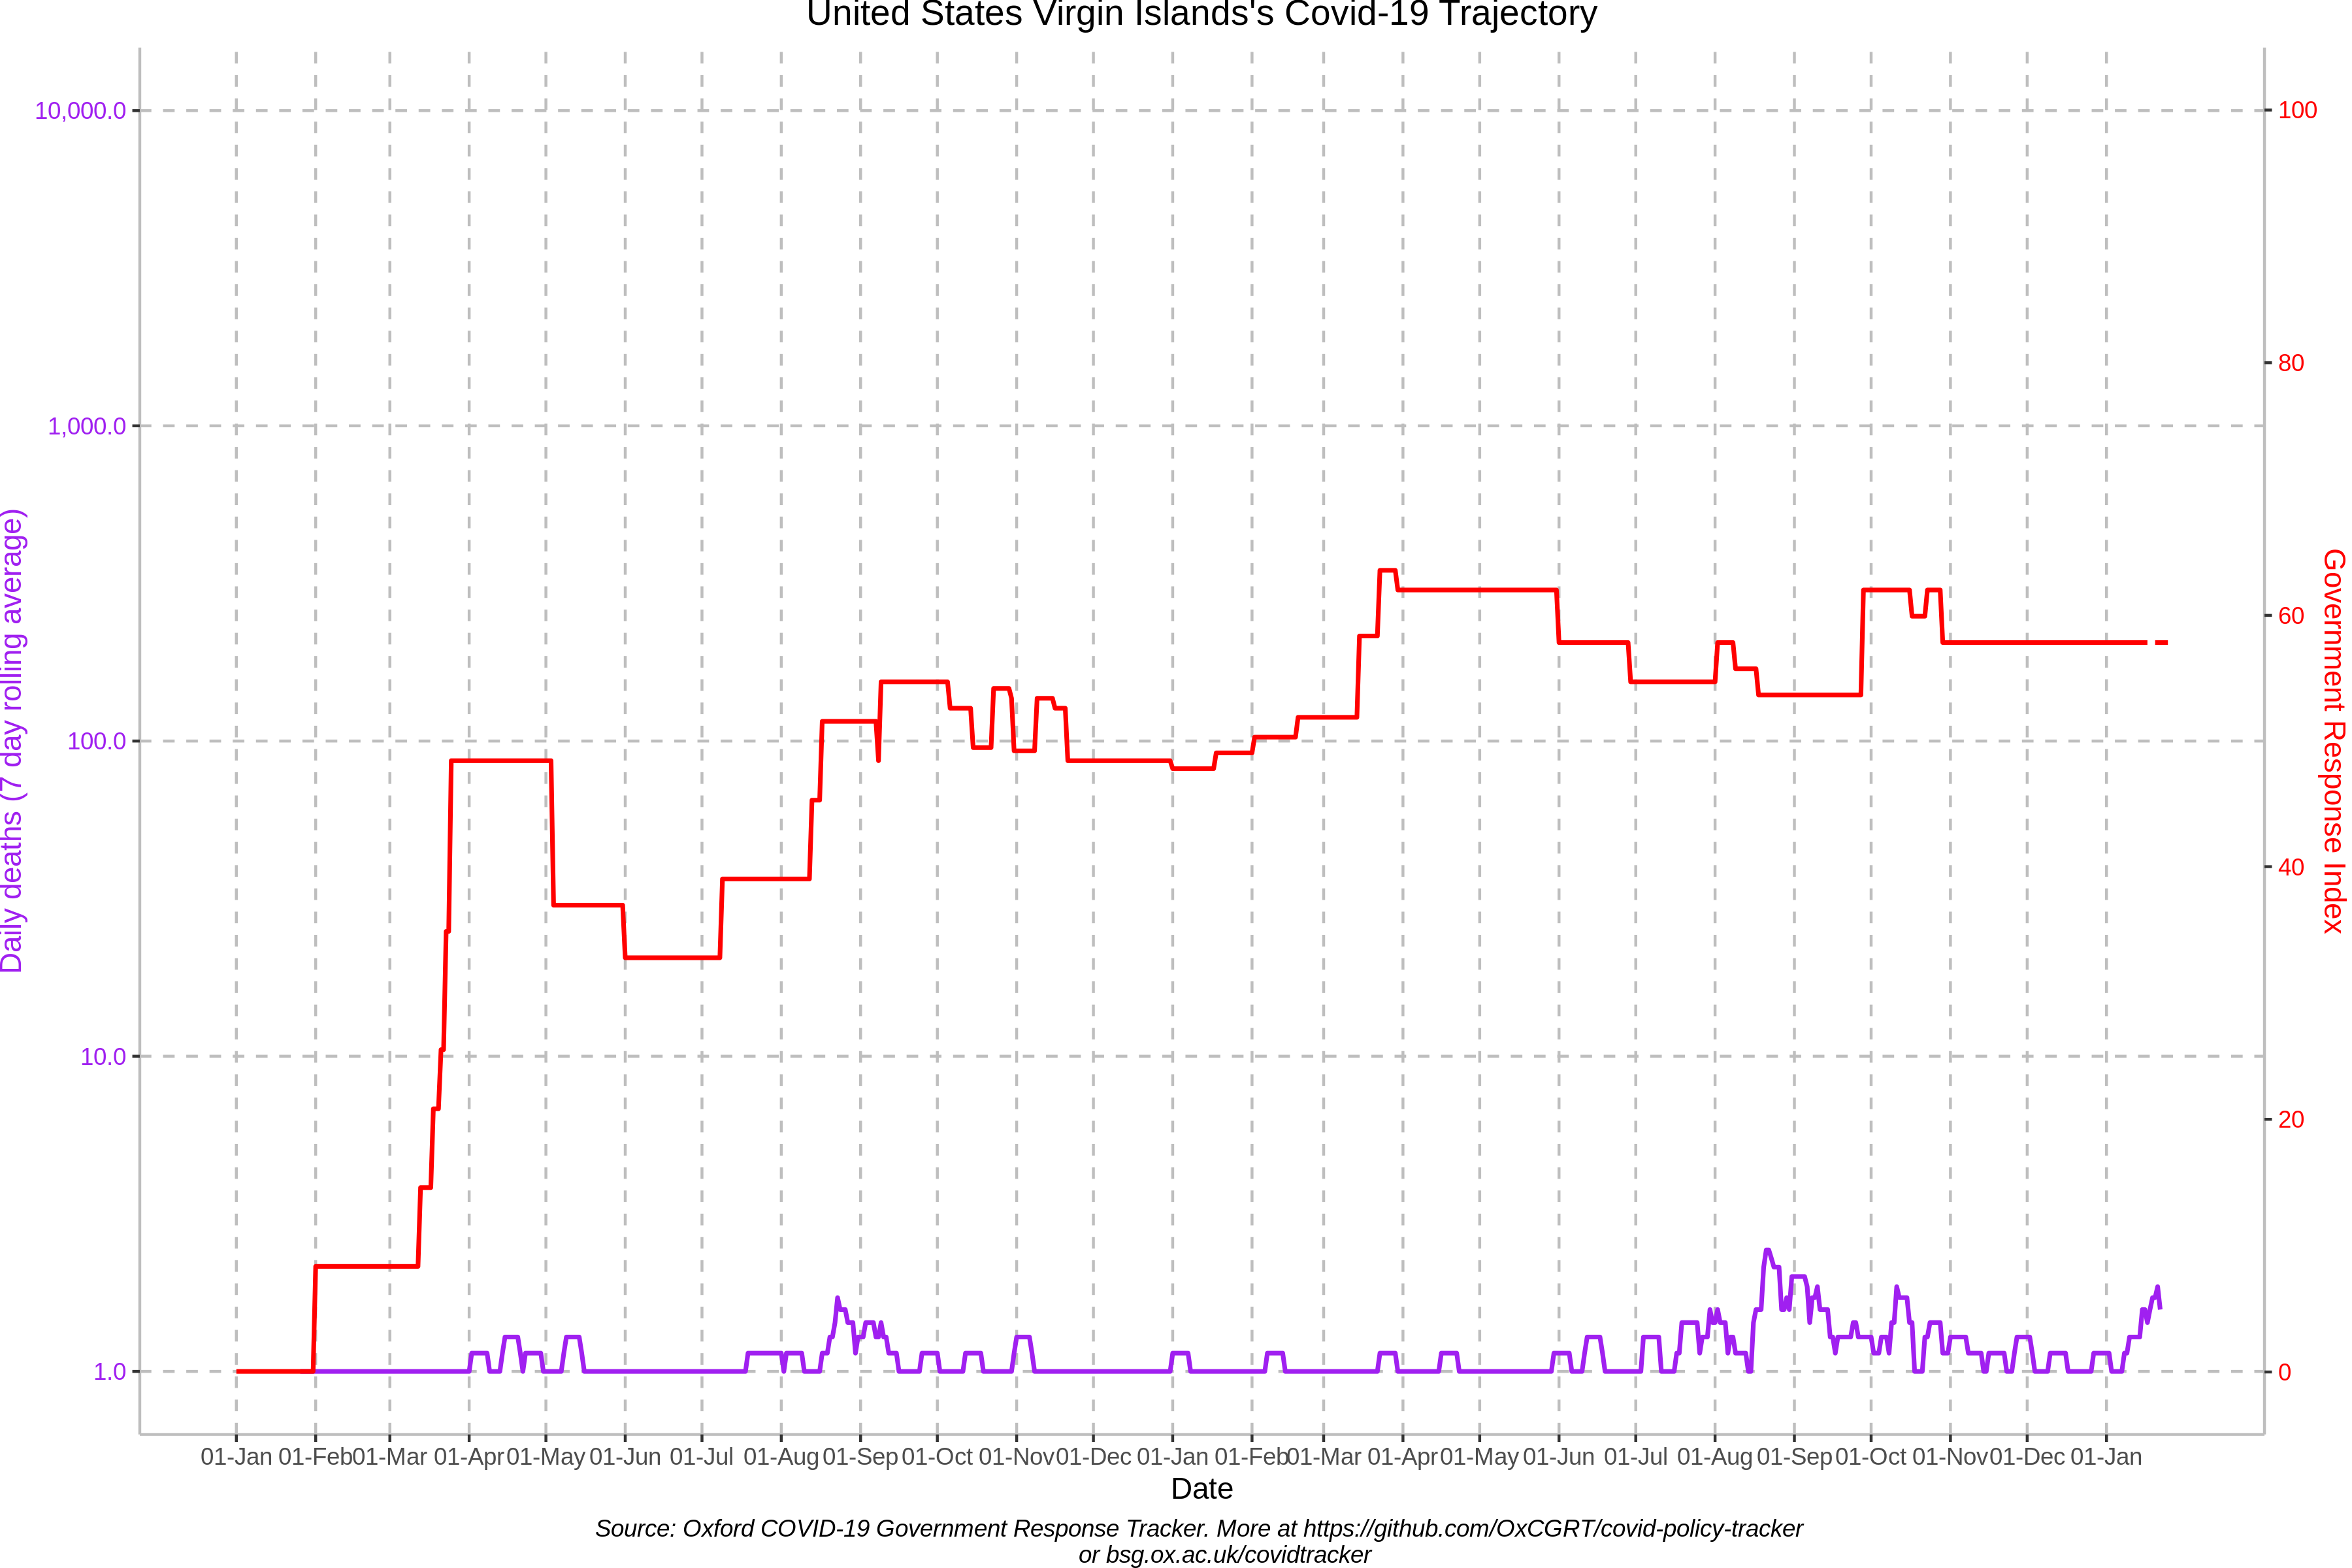 United States Virgin Islands's Covid-19 Trajectory
10,000.0
1,000.0
100.0
10.0
1.0
Daily deaths (7 day rolling average)
100
80
60
40
20
0
Government Response Index
01-Jan 01-Feb 01-Mar 01-Apr 01-May 01-Jun 01-Jul 01-Aug 01-Sep 01-Oct 01-Nov 01-Dec 01-Jan 01-Feb 01-Mar 01-Apr 01-May 01-Jun 01-Jul 01-Aug 01-Sep 01-Oct 01-Nov 01-Dec 01-Jan
Date
Source: Oxford COVID-19 Government Response Tracker. More at https://github.com/OxCGRT/covid-policy-tracker
or bsg.ox.ac.uk/covidtracker